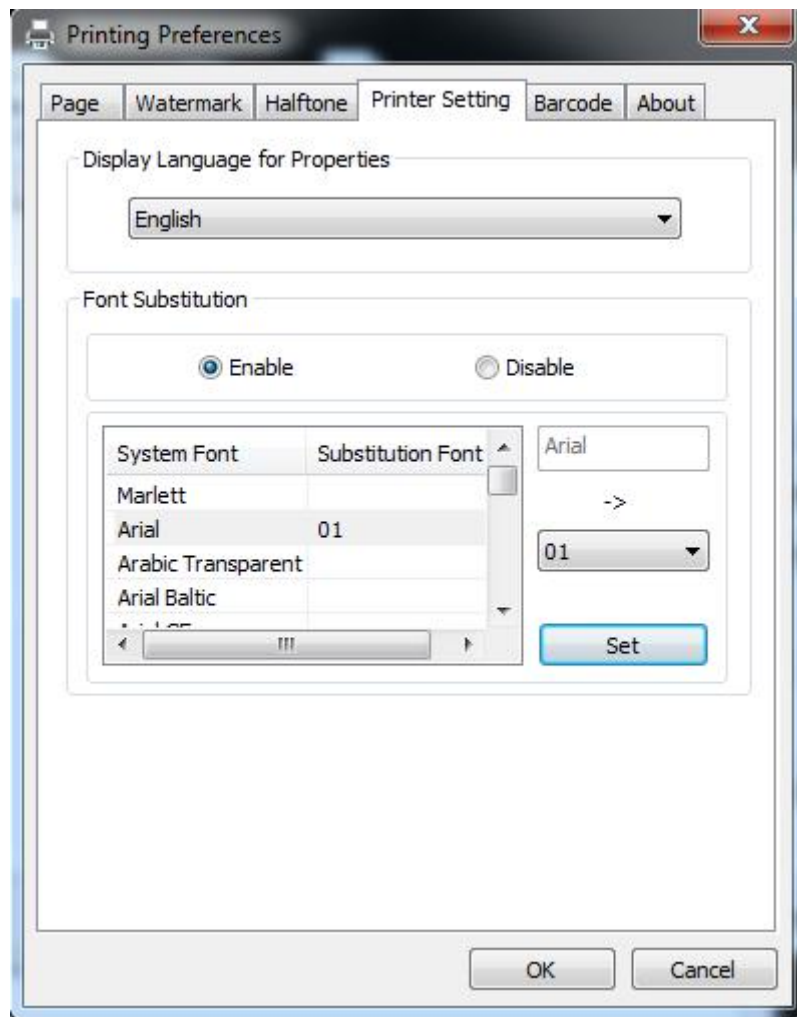 Printing Preferences
Page Watermark Halftone Printer Setting Barcode About
Display Language for Properties
English
Font Substitution
Enable Disable
System Font Substitution Font
Marlett
Arial 01
Arabic Transparent
Arial Baltic
Arial
->
01
Set
OK Cancel